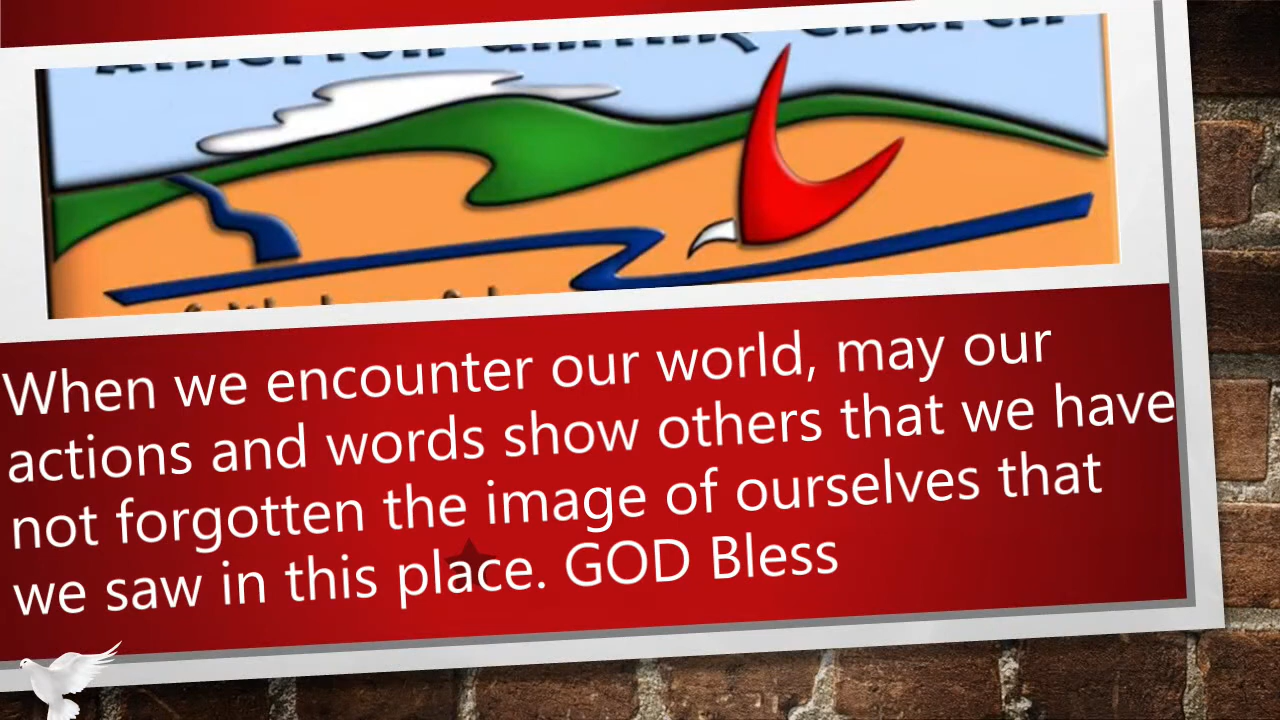 Church
When we encounter our world, may our
actions and words show others that we have
not forgotten the image of ourselves that
we saw in this place. GOD Bless